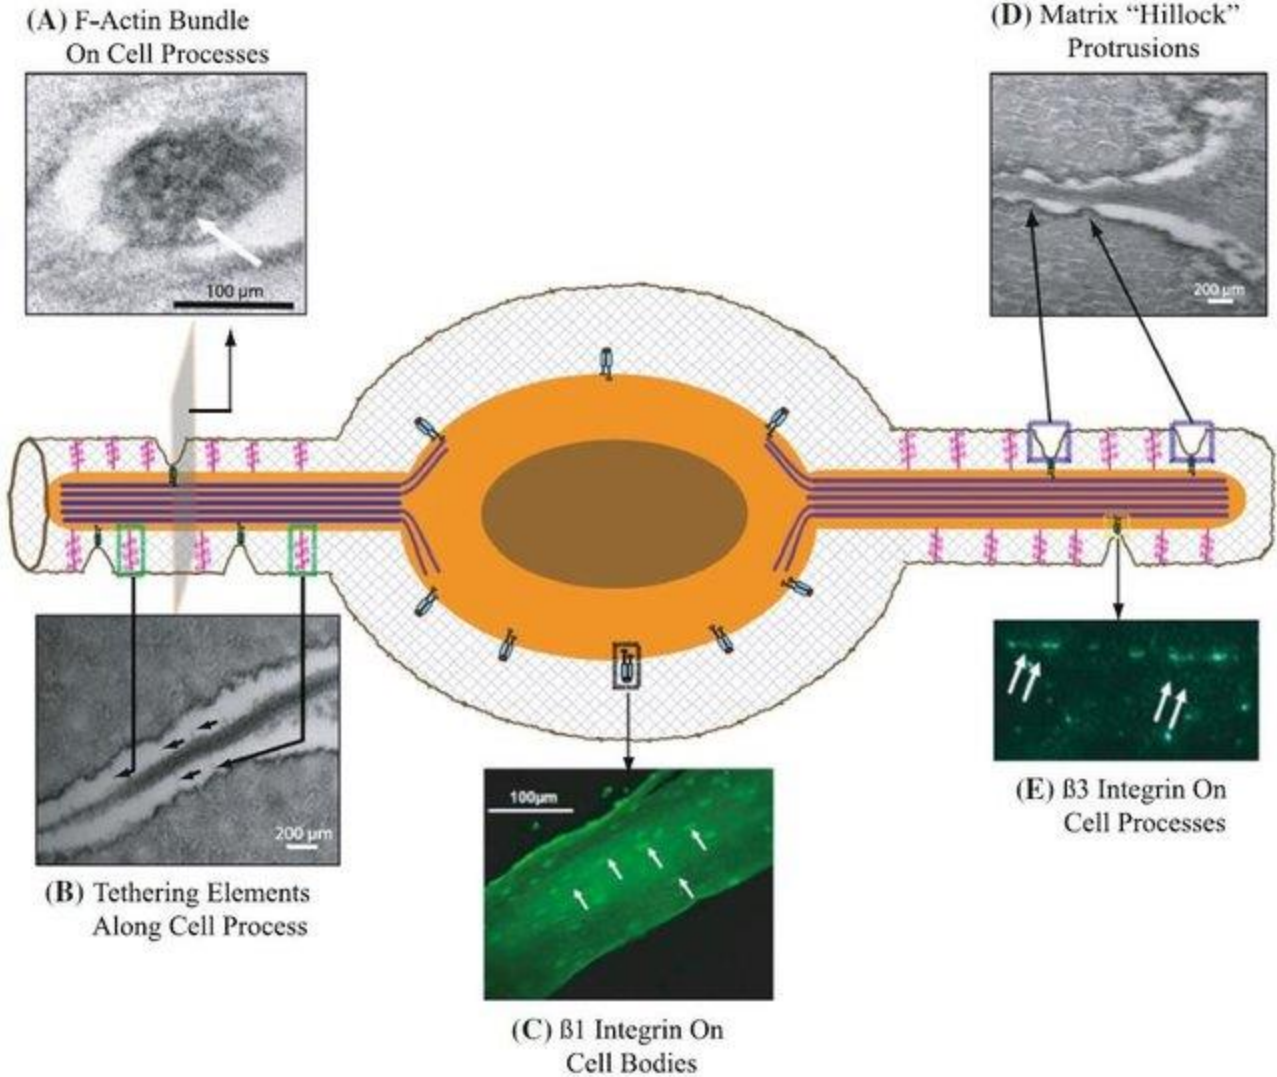 (A) F-Actin Bundle
On Cell Processes
100 µm
(D) Matrix “Hillock”
Protrusions
200 µm
200 µm
(B) Tethering Elements
Along Cell Process
100µm
(C) ß1 Integrin On
Cell Bodies
(E) ß3 Integrin On
Cell Processes